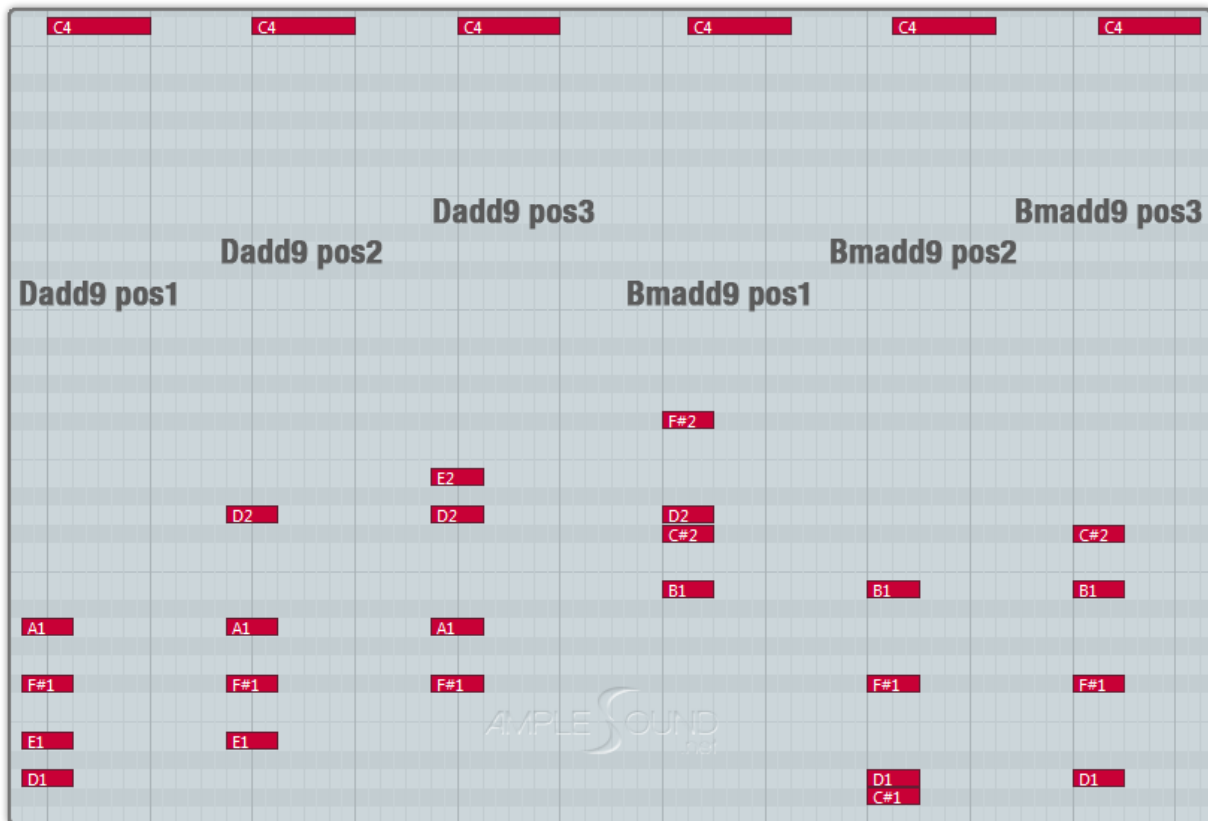 C4 C4 C4 C4 C4 C4
Dadd9 pos3 Bmadd9 pos3
Dadd9 pos2 Bmadd9 pos2
Dadd9 pos1 Bmadd9 pos1
F#2
E2
D2 D2 D2
C#2 C#2
B1 B1 B1
A1 A1 A1
F#1 F#1 F#1 F#1 F#1
AMPLE SOUND
.Net
E1 E1
D1 D1 D1
C#1